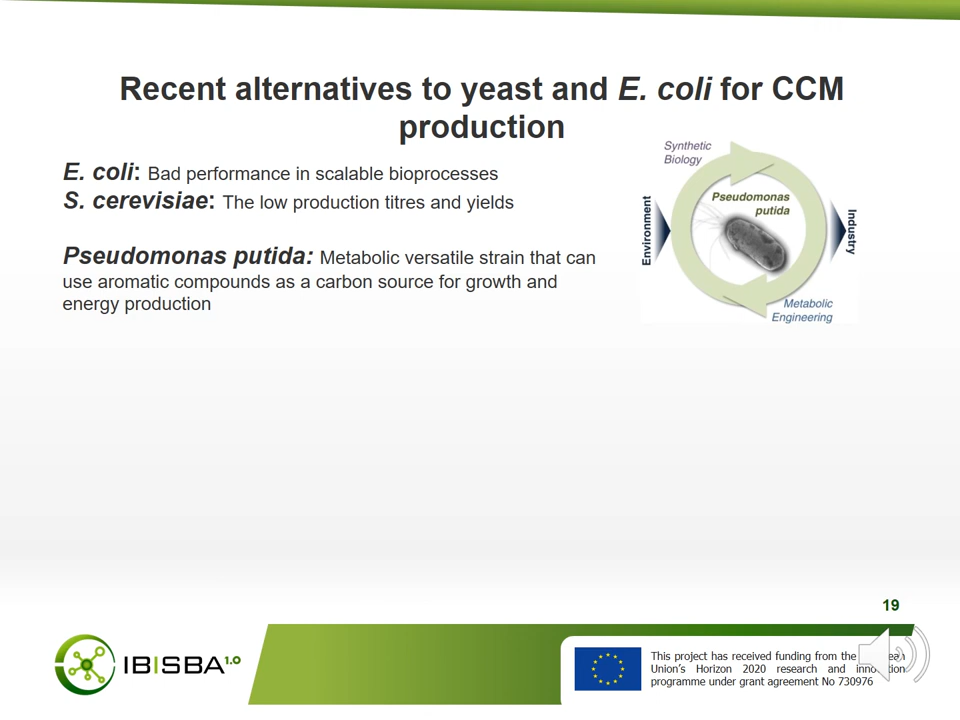 Recent alternatives to yeast and E. coli for CCM
production
E. coli: Bad performance in scalable bioprocesses
S. cerevisiae: The low production titres and yields
Pseudomonas putida: Metabolic versatile strain that can
use aromatic compounds as a carbon source for growth and
energy production
Synthetic
Biology
Pseudomonas
putida
Environment
Industry
Metabolic
Engineering
19
IBISBA1.0
This project has received funding from the
Union's Horizon 2020 research and
programme under grant agreement No 730976